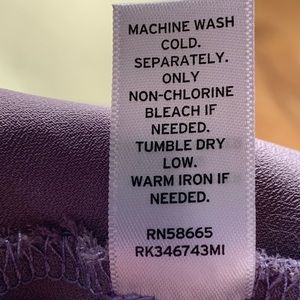 MACHINE WASH
COLD.
SEPARATELY.
ONLY
NON-CHLORINE
BLEACH IF
NEEDED.
TUMBLE DRY
LOW.
WARM IRON IF
NEEDED.
RN58665
RK346743MI